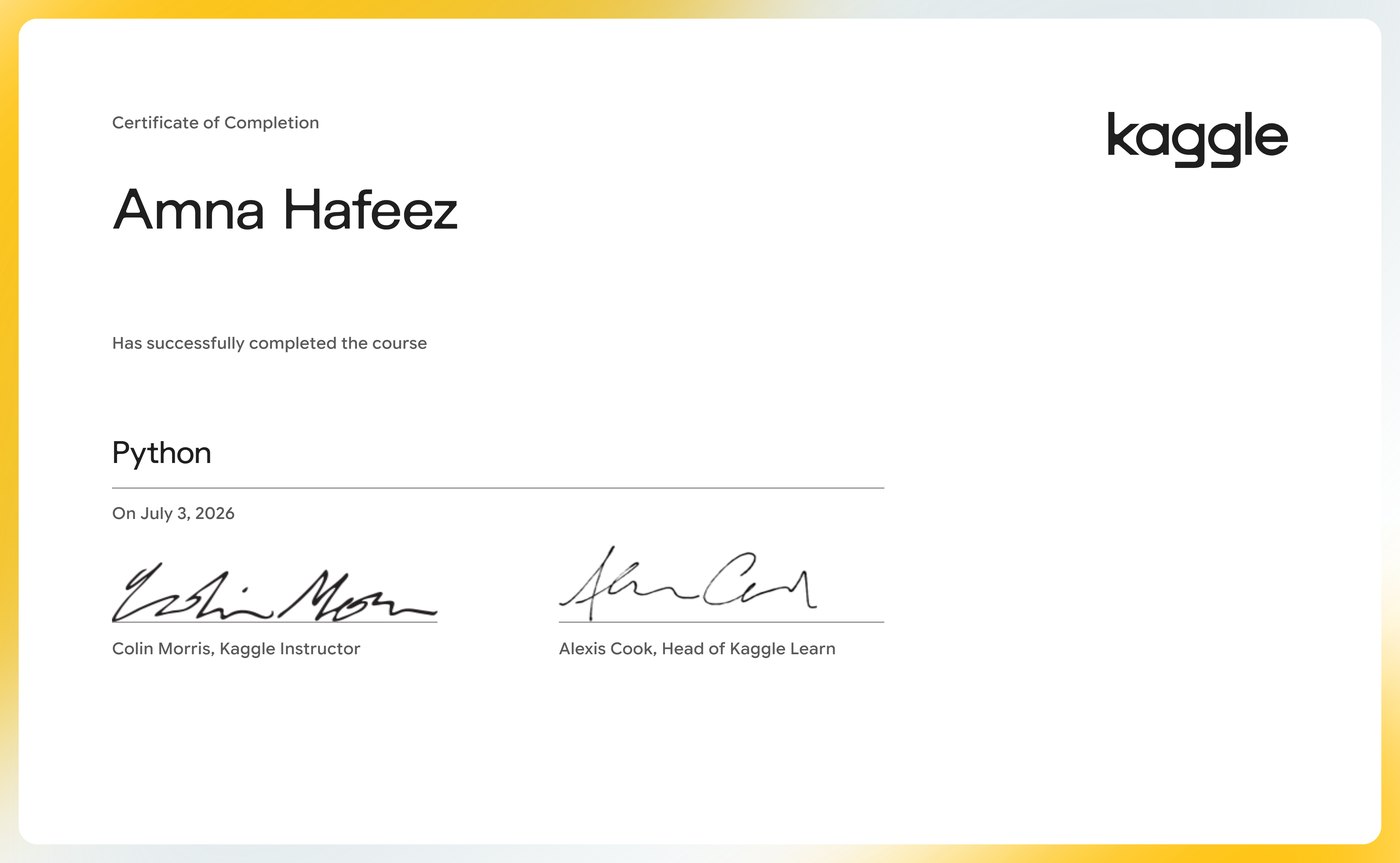 Certificate of Completion
kaggle
Amna Hafeez
Has successfully completed the course
Python
On July 3, 2026
Colin Morris, Kaggle Instructor
Alexis Cook, Head of Kaggle Learn